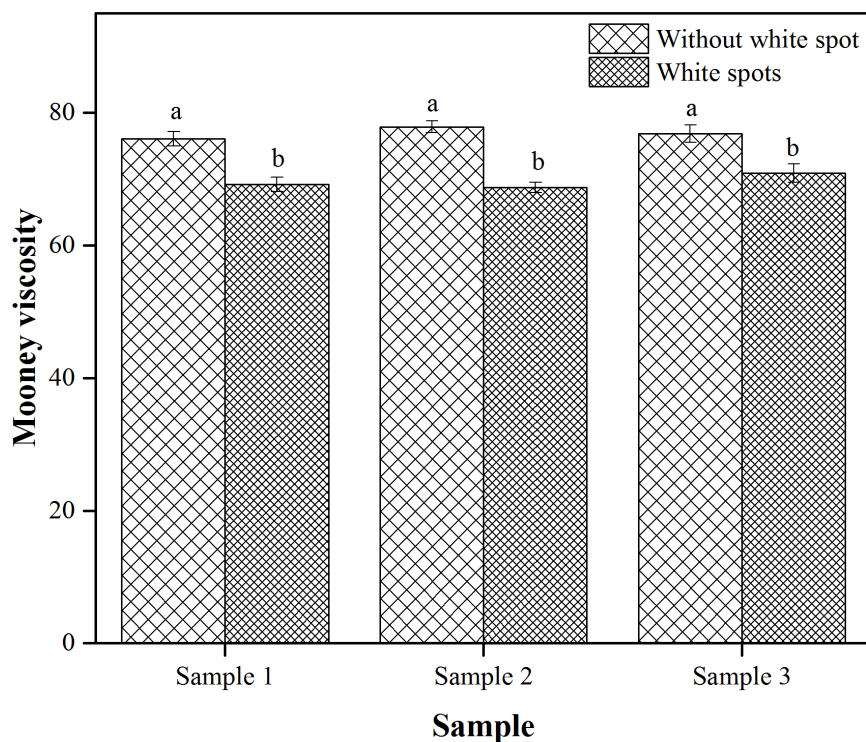 Without white spot
White spots
80
60
40
20
0
Mooney viscosity
a
b
a
b
a
b
Sample 1
Sample 2
Sample 3
Sample